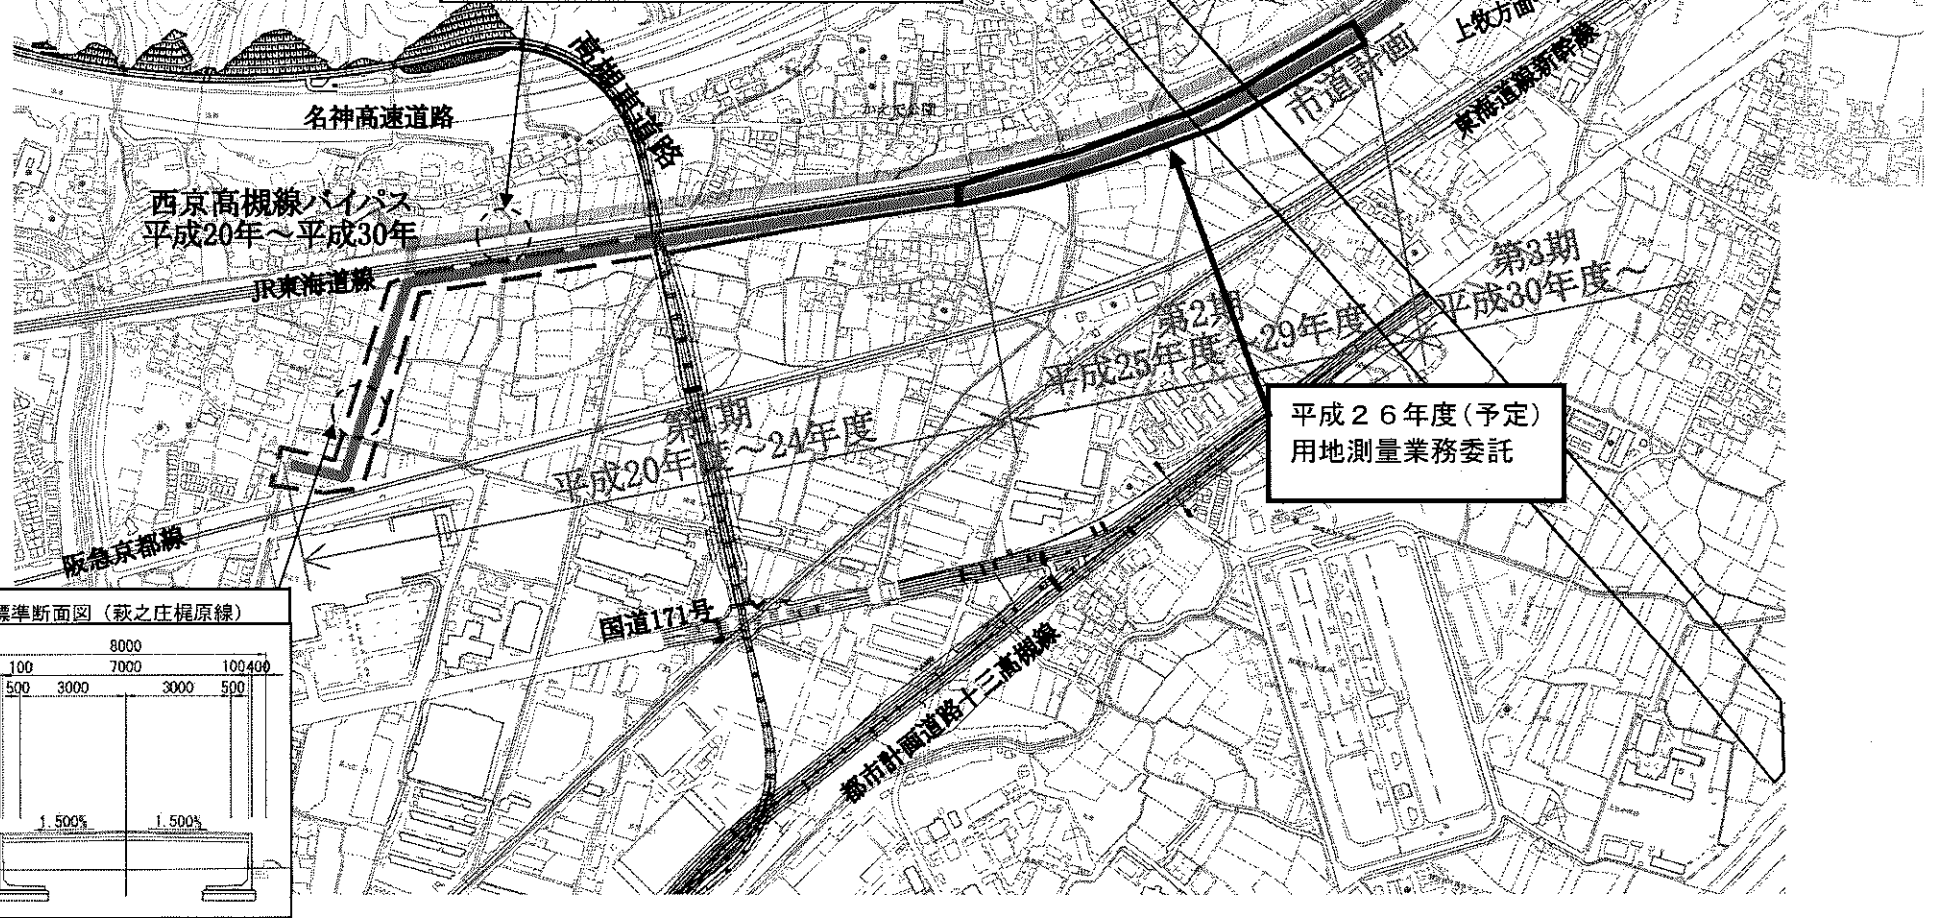 上牧方面
高槻東道路
市道計画
東海道線新幹線
名神高速道路
西京高槻線バイパス
平成20年～平成30年
JR東海道線
第3期
平成30年度～
第2期
平成25年度～29年度
平成26年度(予定)
用地測量業務委託
平成20年度～24年度
阪急京都線
国道171号
都市計画道路十三高槻線
標準断面図（萩之庄梶原線）
8000
100 7000 100400
500 3000 3000 500
1.500% 1.500%